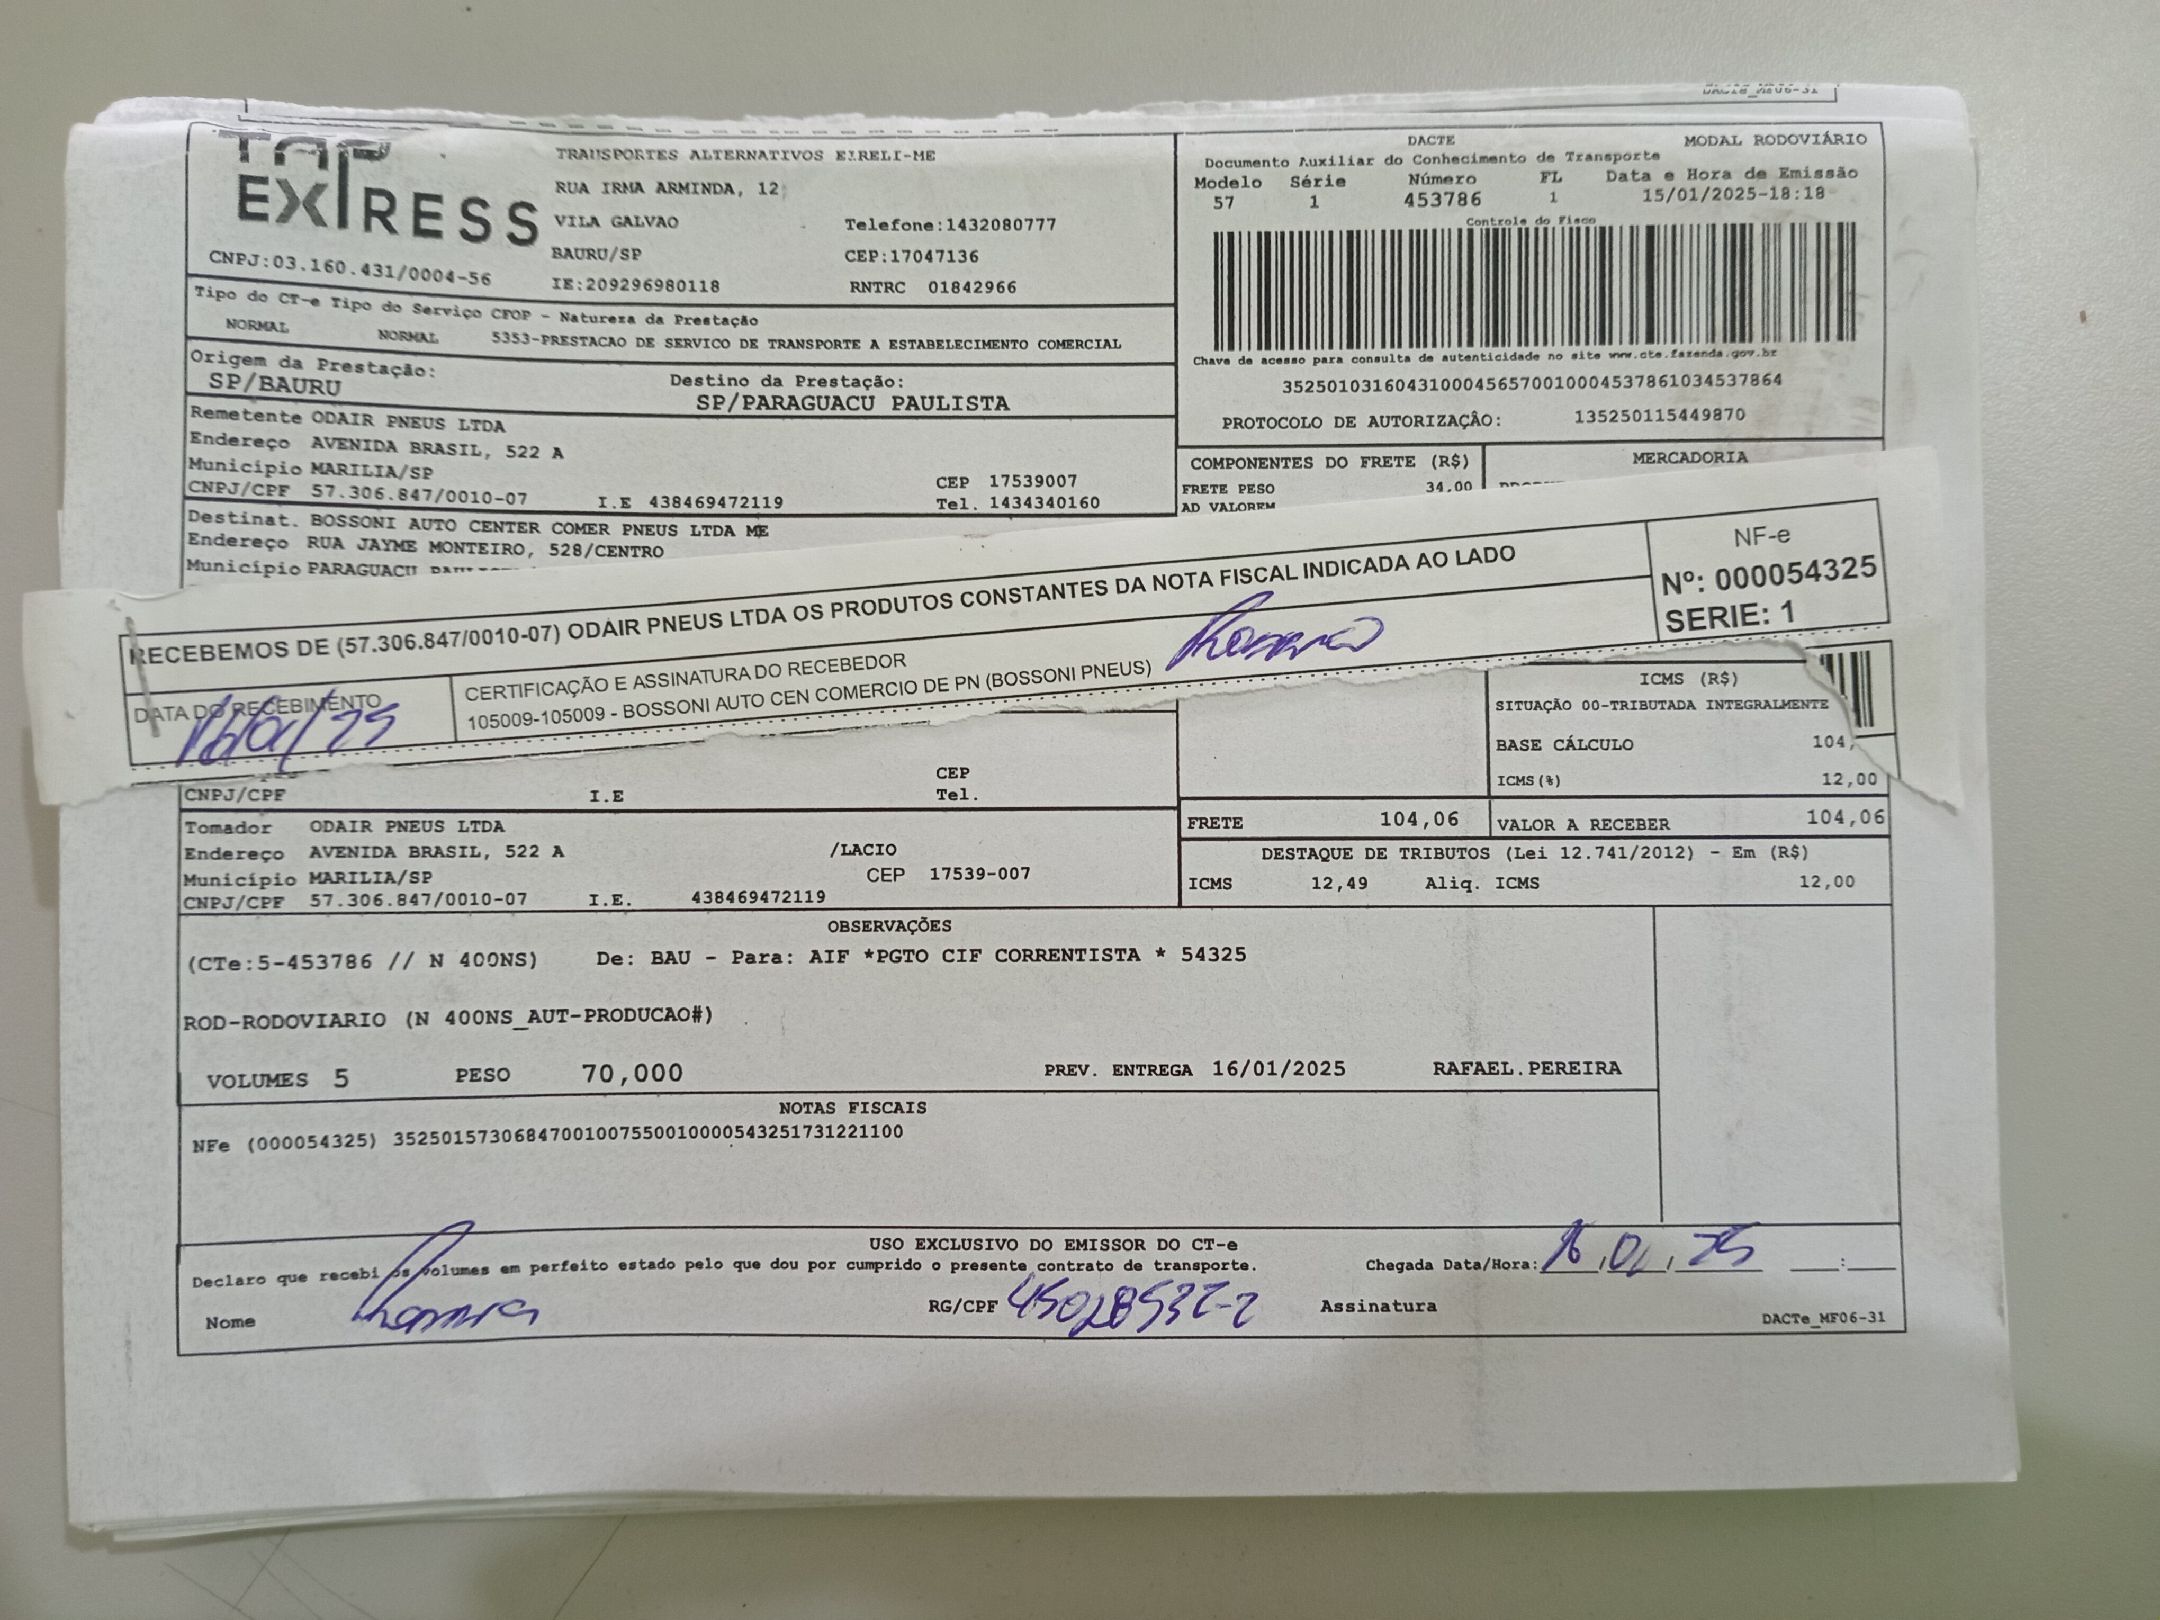 DACTe_MF06-31
TAP
EXPRESS
TRANSPORTES ALTERNATIVOS EIRELI-ME
RUA IRMA ARMINDA, 12
VILA GALVAO
Telefone:1432080777
BAURU/SP
CEP:17047136
CNPJ:03.160.431/0004-56
IE:209296980118
RNTRC 01842966
DACTE
MODAL RODOVIÁRIO
Documento Auxiliar do Conhecimento de Transporte
Modelo Série Número FL Data e Hora de Emissão
57 1 453786 1 15/01/2025-18:18
Controle do Fisco
Chave de acesso para consulta de autenticidade no site www.cte.fazenda.gov.br
35250103160431000456570010004537861034537864
PROTOCOLO DE AUTORIZAÇÃO: 135250115449870
Tipo do CT-e Tipo do Serviço CFOP - Natureza da Prestação
NORMAL NORMAL 5353-PRESTACAO DE SERVICO DE TRANSPORTE A ESTABELECIMENTO COMERCIAL
Origem da Prestação:
SP/BAURU
Destino da Prestação:
SP/PARAGUACU PAULISTA
Remetente ODAIR PNEUS LTDA
Endereço AVENIDA BRASIL, 522 A
Município MARILIA/SP
CEP 17539007
CNPJ/CPF 57.306.847/0010-07 I.E 438469472119 Tel. 1434340160
COMPONENTES DO FRETE (R$)
MERCADORIA
FRETE PESO 34,00
AD VALOREM
Destinat. BOSSONI AUTO CENTER COMER PNEUS LTDA ME
Endereço RUA JAYME MONTEIRO, 528/CENTRO
Município PARAGUACU
RECEBEMOS DE (57.306.847/0010-07) ODAIR PNEUS LTDA OS PRODUTOS CONSTANTES DA NOTA FISCAL INDICADA AO LADO
NF-e
Nº: 000054325
SERIE: 1
DATA DO RECEBIMENTO
16/01/25
CERTIFICAÇÃO E ASSINATURA DO RECEBEDOR
105009-105009 - BOSSONI AUTO CEN COMERCIO DE PN (BOSSONI PNEUS)
ICMS (R$)
SITUAÇÃO 00-TRIBUTADA INTEGRALMENTE
BASE CÁLCULO 104,
ICMS(%) 12,00
CEP
CNPJ/CPF I.E Tel.
FRETE 104,06
VALOR A RECEBER 104,06
Tomador ODAIR PNEUS LTDA
Endereço AVENIDA BRASIL, 522 A /LACIO
Município MARILIA/SP CEP 17539-007
CNPJ/CPF 57.306.847/0010-07 I.E. 438469472119
DESTAQUE DE TRIBUTOS (Lei 12.741/2012) - Em (R$)
ICMS 12,49 Aliq. ICMS 12,00
OBSERVAÇÕES
(CTe:5-453786 // N 400NS) De: BAU - Para: AIF *PGTO CIF CORRENTISTA * 54325
ROD-RODOVIARIO (N 400NS_AUT-PRODUCAO#)
VOLUMES 5 PESO 70,000 PREV. ENTREGA 16/01/2025 RAFAEL.PEREIRA
NOTAS FISCAIS
NFe (000054325) 35250157306847001007550010000543251731221100
USO EXCLUSIVO DO EMISSOR DO CT-e
Declaro que recebi os volumes em perfeito estado pelo que dou por cumprido o presente contrato de transporte.
Chegada Data/Hora: 16/01/25 :
Nome
RG/CPF
Assinatura
DACTe_MF06-31